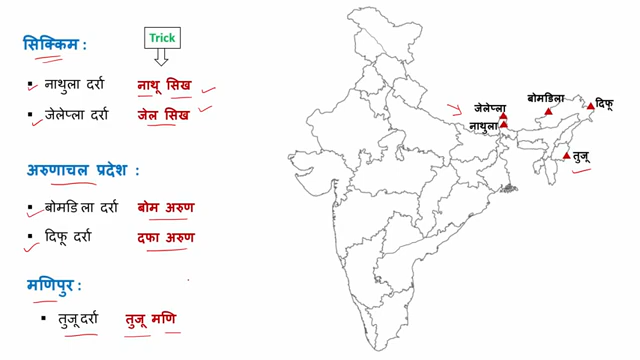 सिक्किम :
Trick
नाथुला दर्रा नाथू सिख
जेलेप्ला दर्रा जेल सिख
अरुणाचल प्रदेश :
बोमडिला दर्रा बोम अरुण
दिफू दर्रा दफा अरुण
मणिपुर :
तुजू दर्रा तुजू मणि
जेलेप्ला
नाथुला
बोमडिला
दिफू
तुजू